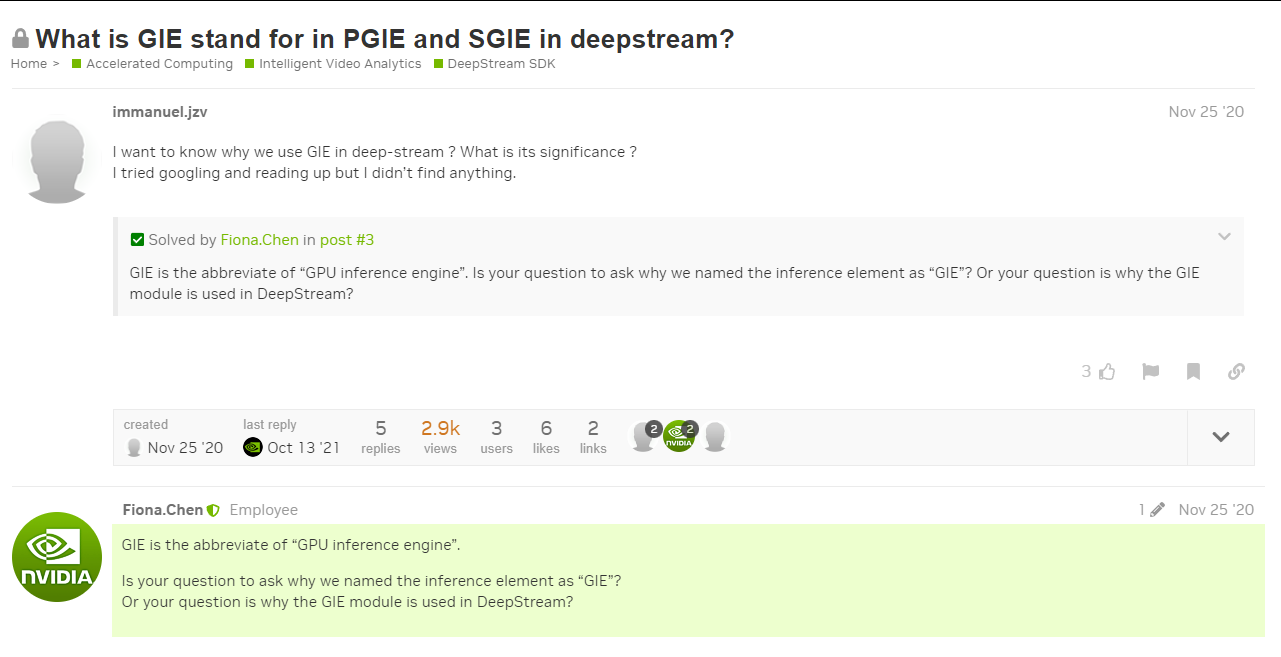 What is GIE stand for in PGIE and SGIE in deepstream?
Home > Accelerated Computing Intelligent Video Analytics DeepStream SDK
immanuel.jzv Nov 25 '20
I want to know why we use GIE in deep-stream ? What is its significance ?
I tried googling and reading up but I didn't find anything.
Solved by Fiona.Chen in post #3
GIE is the abbreviate of “GPU inference engine”. Is your question to ask why we named the inference element as “GIE”? Or your question is why the GIE
module is used in DeepStream?
3
created last reply 5 2.9k 3 6 2 2 2
Nov 25 '20 Oct 13 '21 replies views users likes links
NVIDIA
Fiona.Chen Employee 1 Nov 25 '20
GIE is the abbreviate of “GPU inference engine”.
NVIDIA
Is your question to ask why we named the inference element as “GIE”?
Or your question is why the GIE module is used in DeepStream?